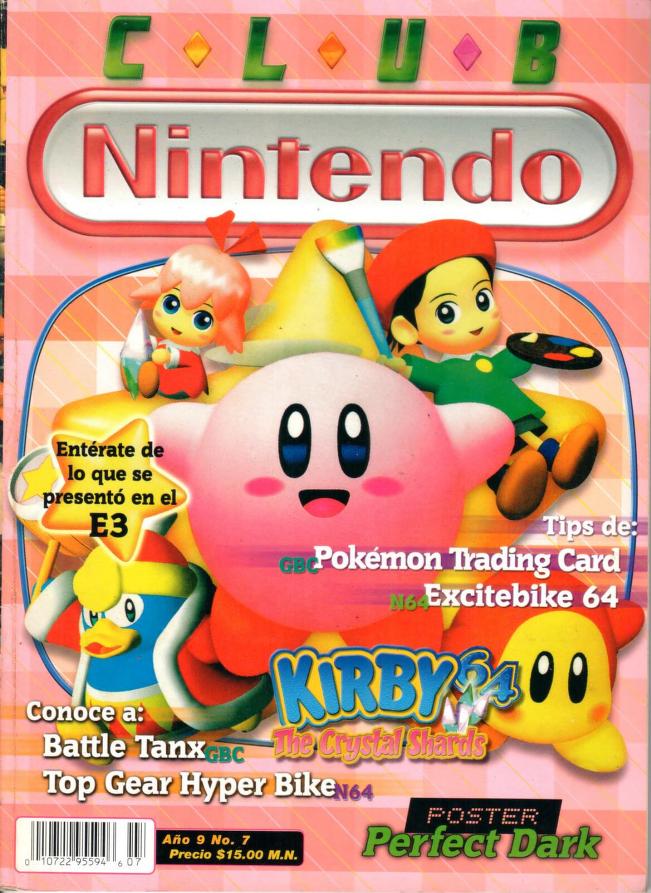 CLUB
Nintendo
Entérate de
lo que se
presentó en el
E3
Tips de:
GBC Pokémon Trading Card
N64 Excitebike 64
KIRBY 64
The Crystal Shards
Conoce a:
Battle Tanx GBC
Top Gear Hyper Bike N64
POSTER
Perfect Dark
Año 9 No. 7
Precio $15.00 M.N.
0 10722 95594 6 07